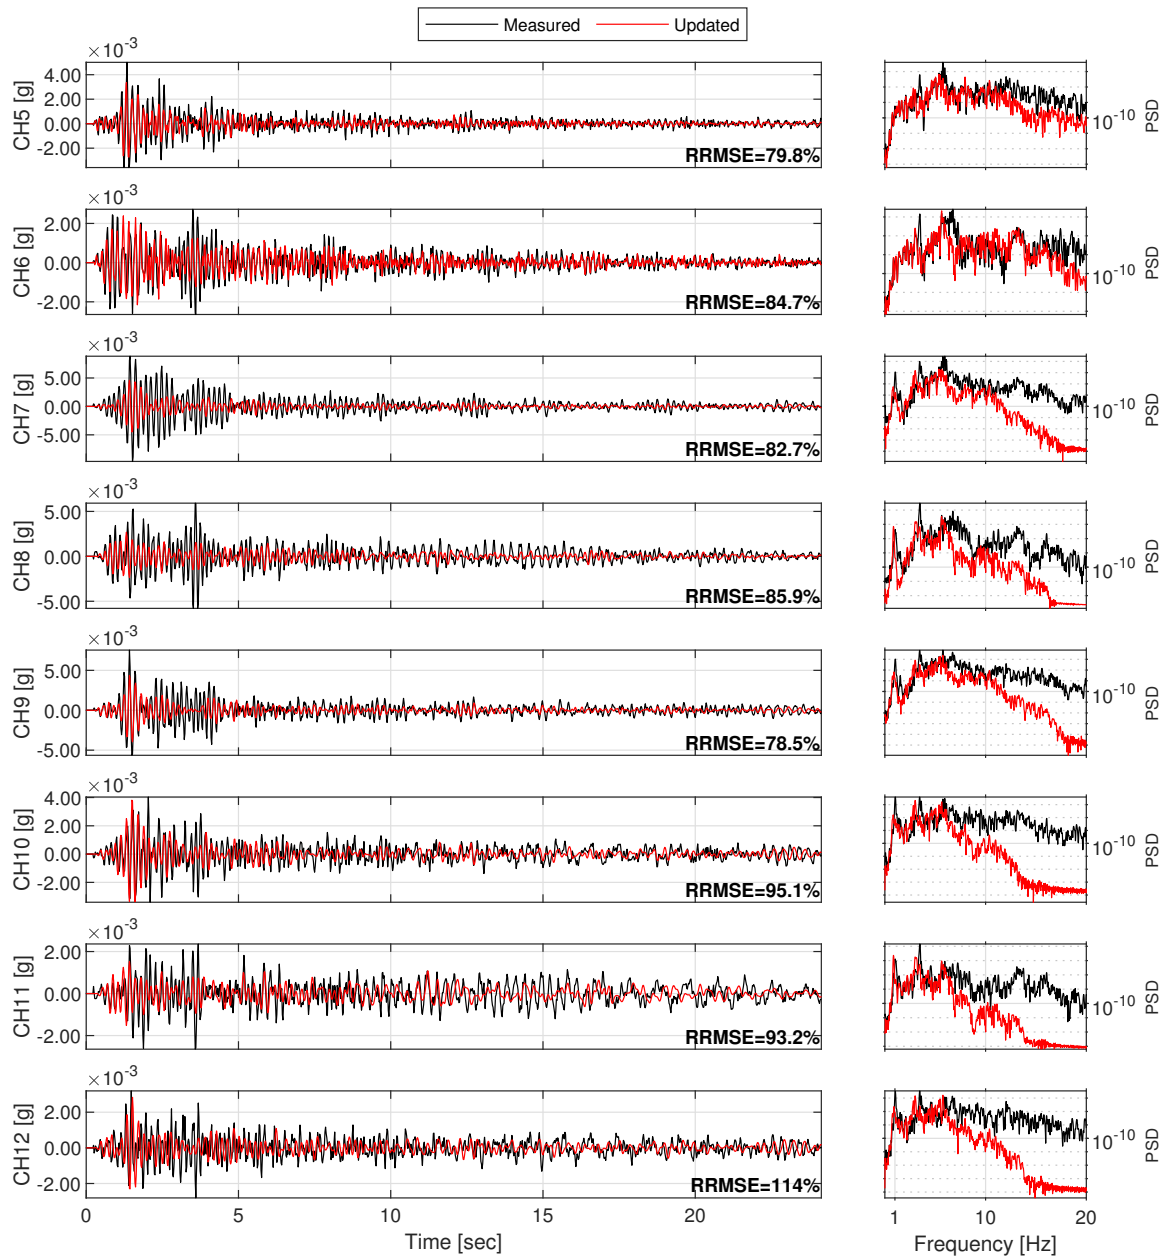 Measured Updated
×10⁻³
CH5 [g]
4.00
2.00
0.00
-2.00
RRMSE=79.8%
10⁻¹⁰
PSD
×10⁻³
CH6 [g]
2.00
0.00
-2.00
RRMSE=84.7%
10⁻¹⁰
PSD
×10⁻³
CH7 [g]
5.00
0.00
-5.00
RRMSE=82.7%
10⁻¹⁰
PSD
×10⁻³
CH8 [g]
5.00
0.00
-5.00
RRMSE=85.9%
10⁻¹⁰
PSD
×10⁻³
CH9 [g]
5.00
0.00
-5.00
RRMSE=78.5%
10⁻¹⁰
PSD
×10⁻³
CH10 [g]
4.00
2.00
0.00
-2.00
RRMSE=95.1%
10⁻¹⁰
PSD
×10⁻³
CH11 [g]
2.00
0.00
-2.00
RRMSE=93.2%
10⁻¹⁰
PSD
×10⁻³
CH12 [g]
2.00
0.00
-2.00
RRMSE=114%
10⁻¹⁰
PSD
0 5 10 15 20
Time [sec]
1 10 20
Frequency [Hz]